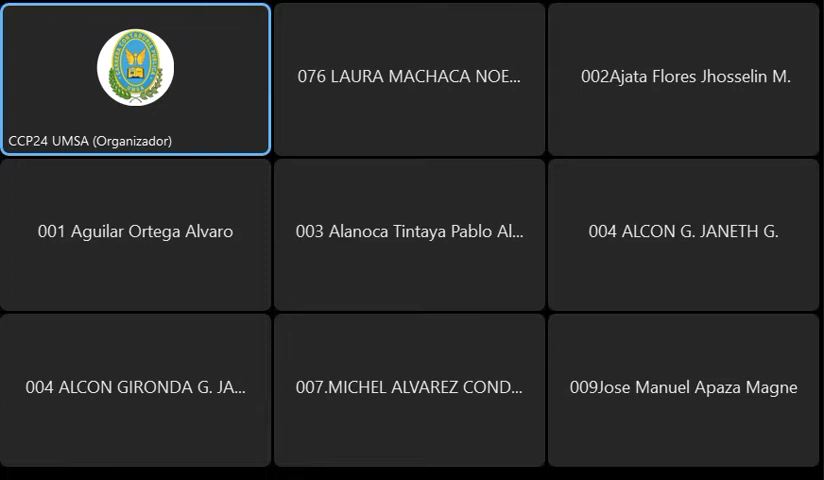 CCP24 UMSA (Organizador)
076 LAURA MACHACA NOE...
002Ajata Flores Jhosselin M.
001 Aguilar Ortega Alvaro
003 Alanoca Tintaya Pablo Al...
004 ALCON G. JANETH G.
004 ALCON GIRONDA G. JA...
007.MICHEL ALVAREZ COND...
009Jose Manuel Apaza Magne